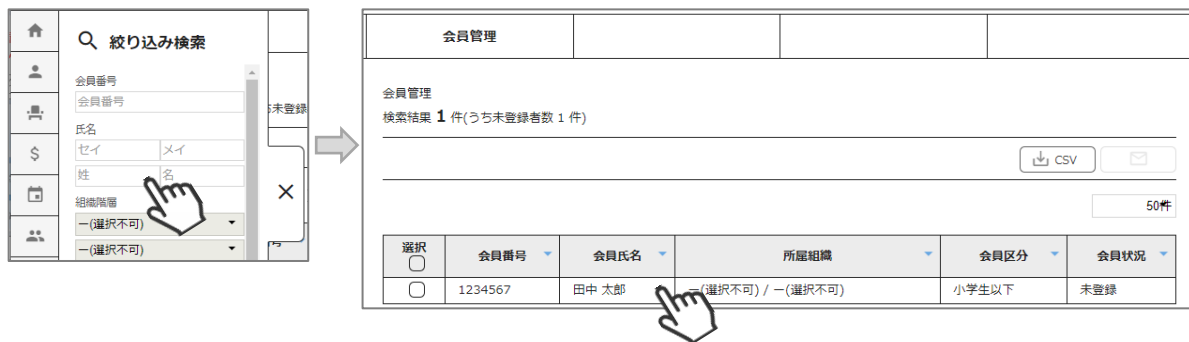 絞り込み検索
会員番号
会員番号
氏名
セイ メイ
姓 名
組織階層
ー(選択不可)
ー(選択不可)
未登録
$
会員管理
会員管理
検索結果 1 件(うち未登録者数 1 件)
CSV
50件
選択 会員番号 会員氏名 所属組織 会員区分 会員状況
1234567 田中 太郎 ー(選択不可) / ー(選択不可) 小学生以下 未登録